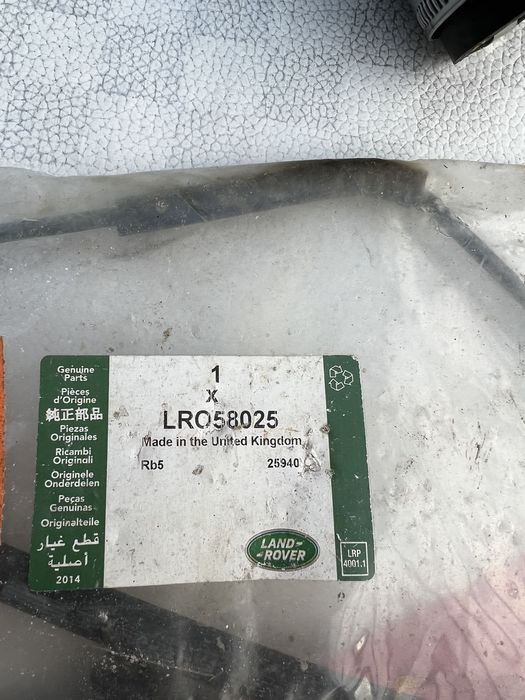 Genuine
Parts
Pièces
d'Origine
純正部品
Piezas
Originales
Ricambi
Originali
Originele
Onderdelen
Peças
Genuinas
Originalteile
قطع غيار
أصلية
2014
1
X
LRO58025
Made in the United Kingdom
Rb5 25940
LAND-
-ROVER
LRP
4001.1